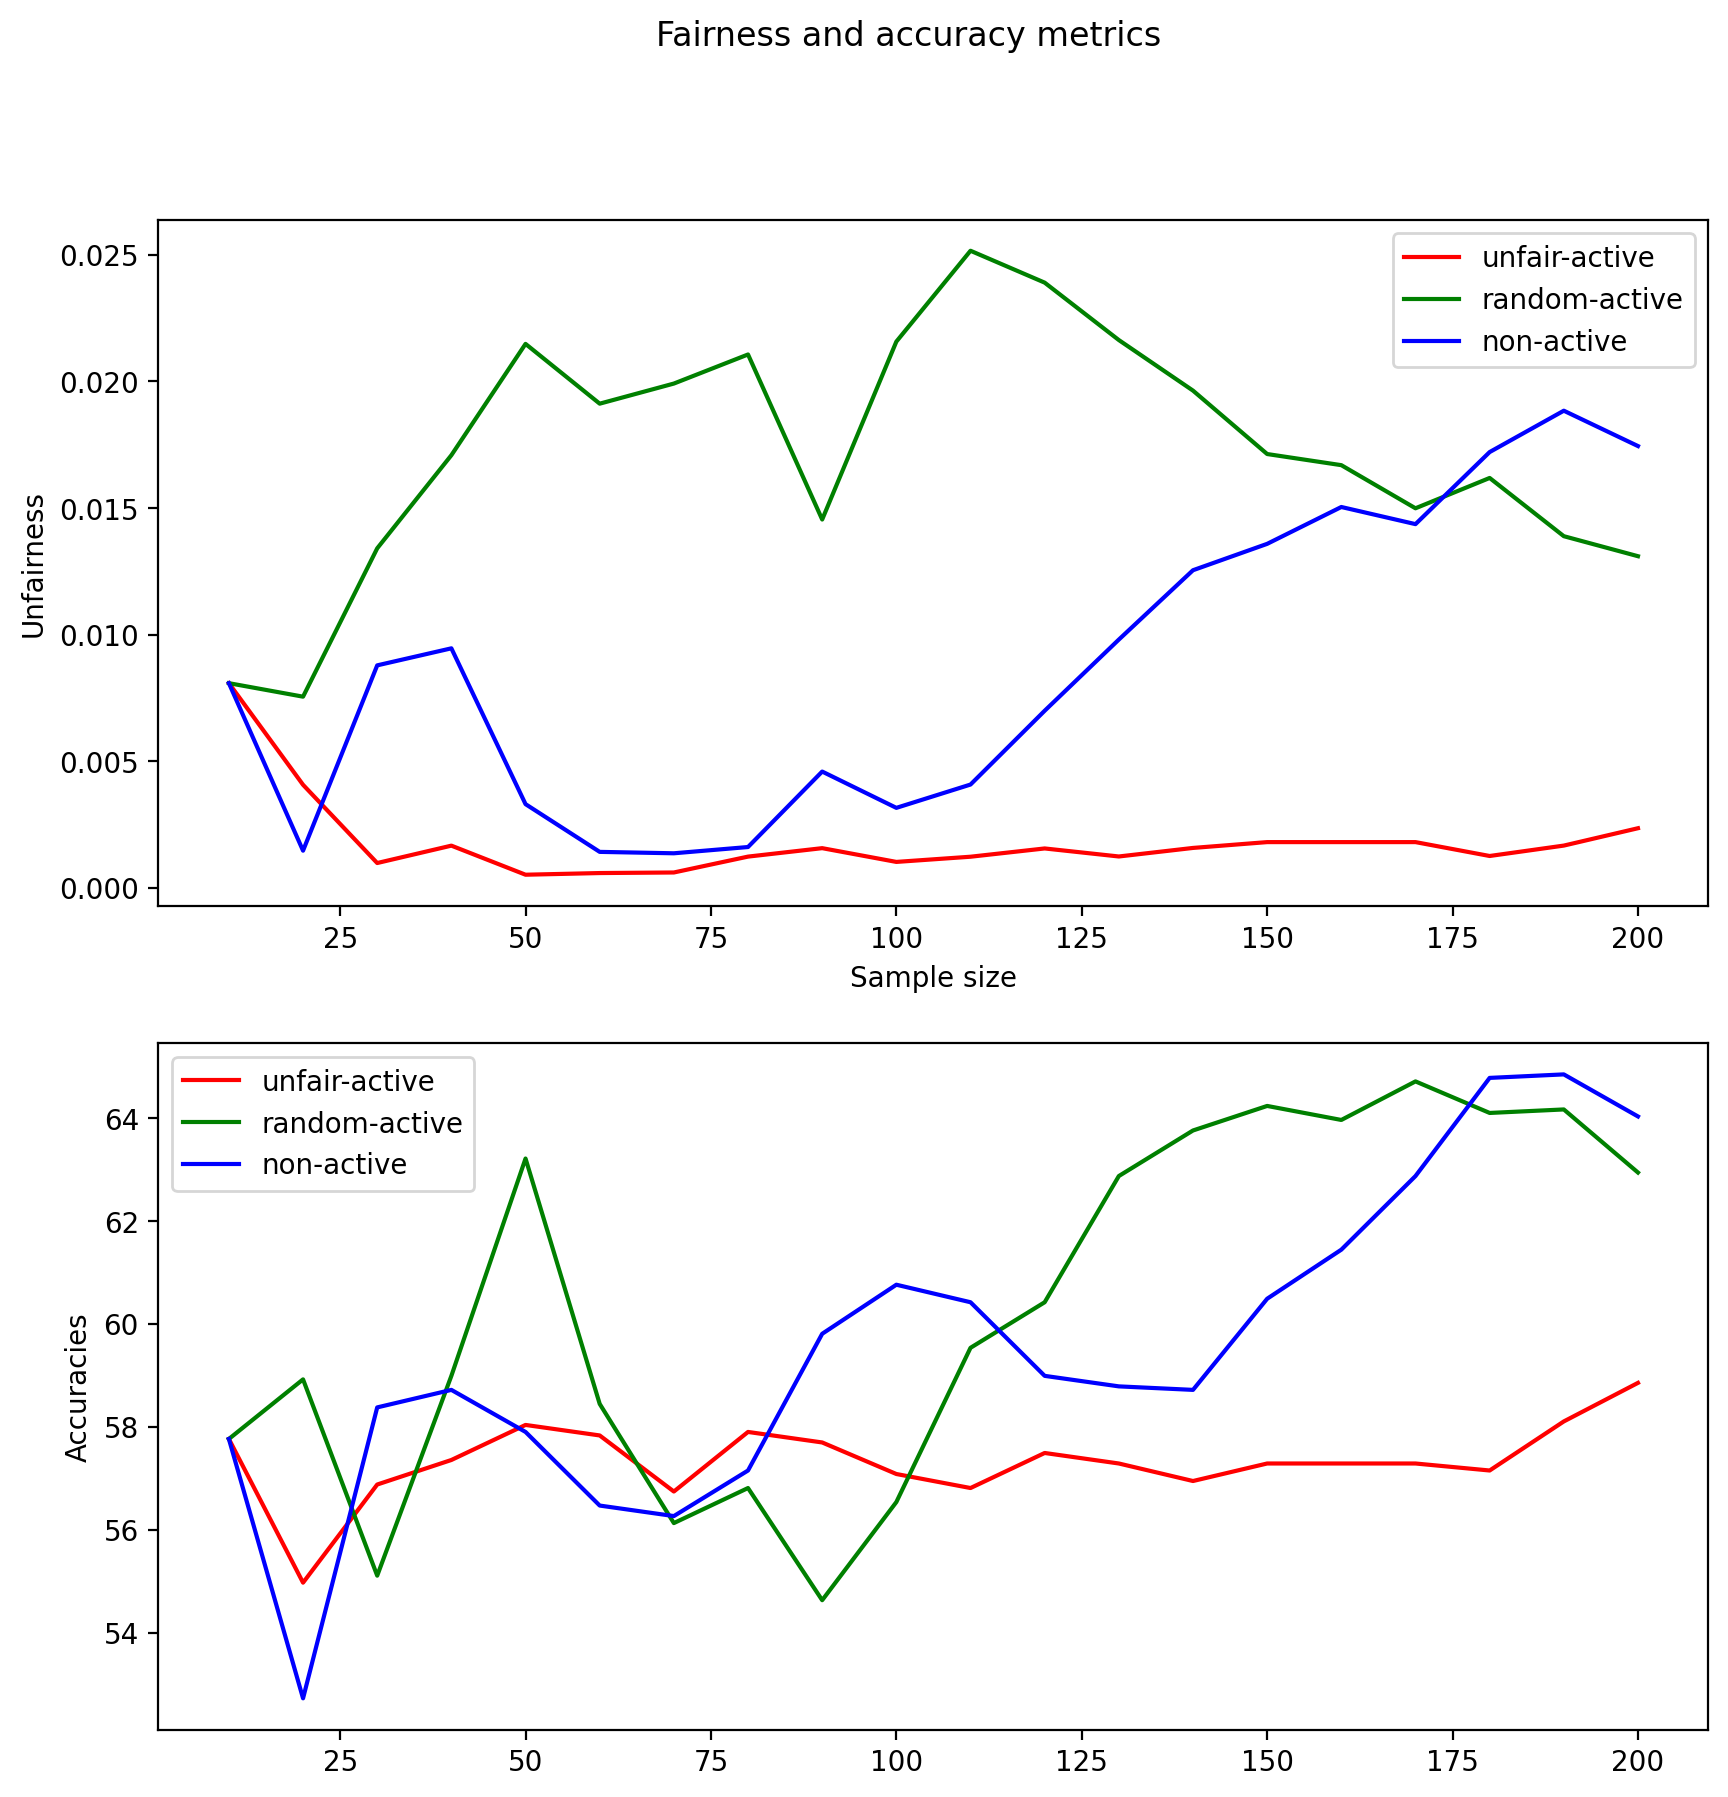 Fairness and accuracy metrics
Unfairness
0.025
0.020
0.015
0.010
0.005
0.000
unfair-active
random-active
non-active
25 50 75 100 125 150 175 200
Sample size
Accuracies
64
62
60
58
56
54
unfair-active
random-active
non-active
25 50 75 100 125 150 175 200